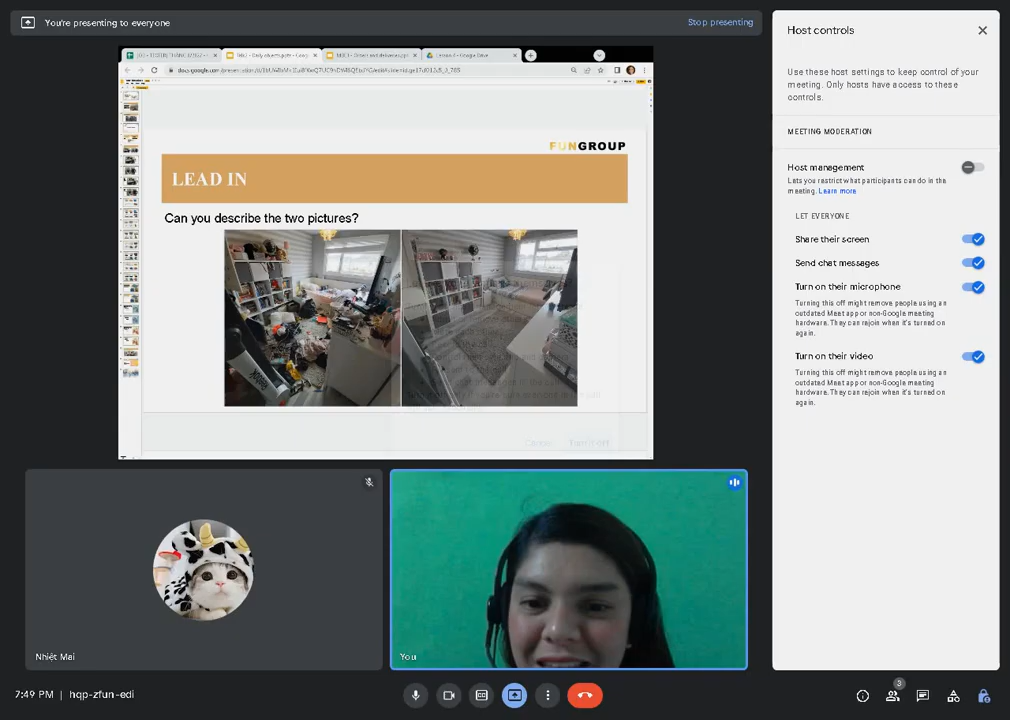 You're presenting to everyone
Stop presenting
FUNGROUP
LEAD IN
Can you describe the two pictures?
Turn it off
Nhiêt Mai
You
7:49 PM | hqp-zfun-edi
3
Host controls
Use these host settings to keep control of your
meeting. Only hosts have access to these
controls.
MEETING MODERATION
Host management
Lets you restrict what participants can do in the
meeting. Learn more
LET EVERYONE
Share their screen
Send chat messages
Turn on their microphone
Turning this off might remove people using an
outdated Meet app or non-Google meeting
hardware. They can rejoin when it's turned on
again.
Turn on their video
Turning this off might remove people using an
outdated Meet app or non-Google meeting
hardware. They can rejoin when it's turned on
again.